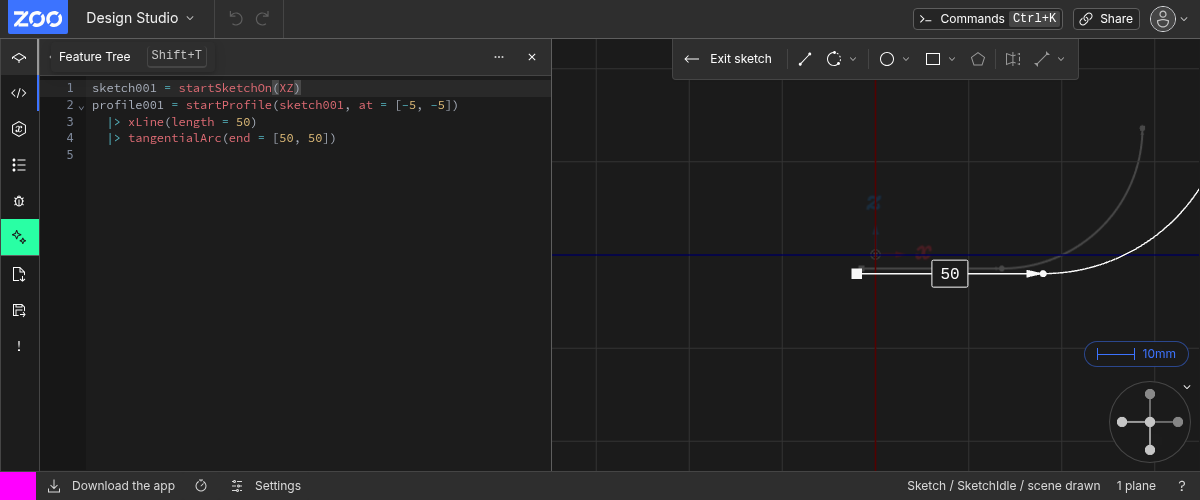 ZOO Design Studio Commands Ctrl+K Share
Feature Tree Shift+T
Exit sketch
1 sketch001 = startSketchOn(XZ)
2 profile001 = startProfile(sketch001, at = [-5, -5])
3 |> xLine(length = 50)
4 |> tangentialArc(end = [50, 50])
5
z
x
50
10mm
!
Download the app Settings Sketch / SketchIdle / scene drawn 1 plane ?